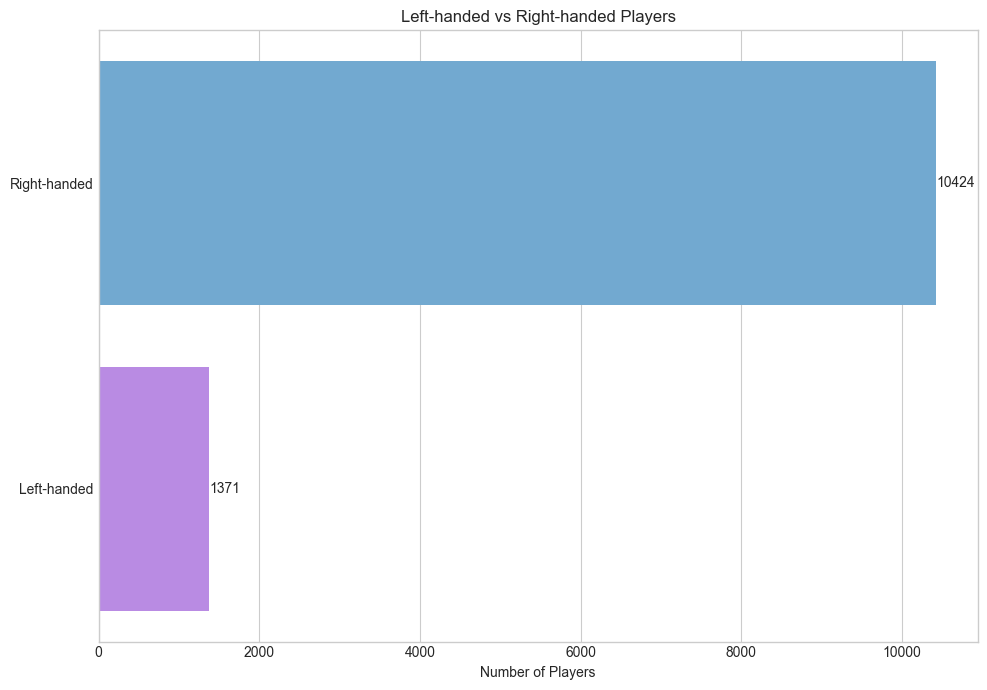 Left-handed vs Right-handed Players
Right-handed
10424
Left-handed
1371
0 2000 4000 6000 8000 10000
Number of Players